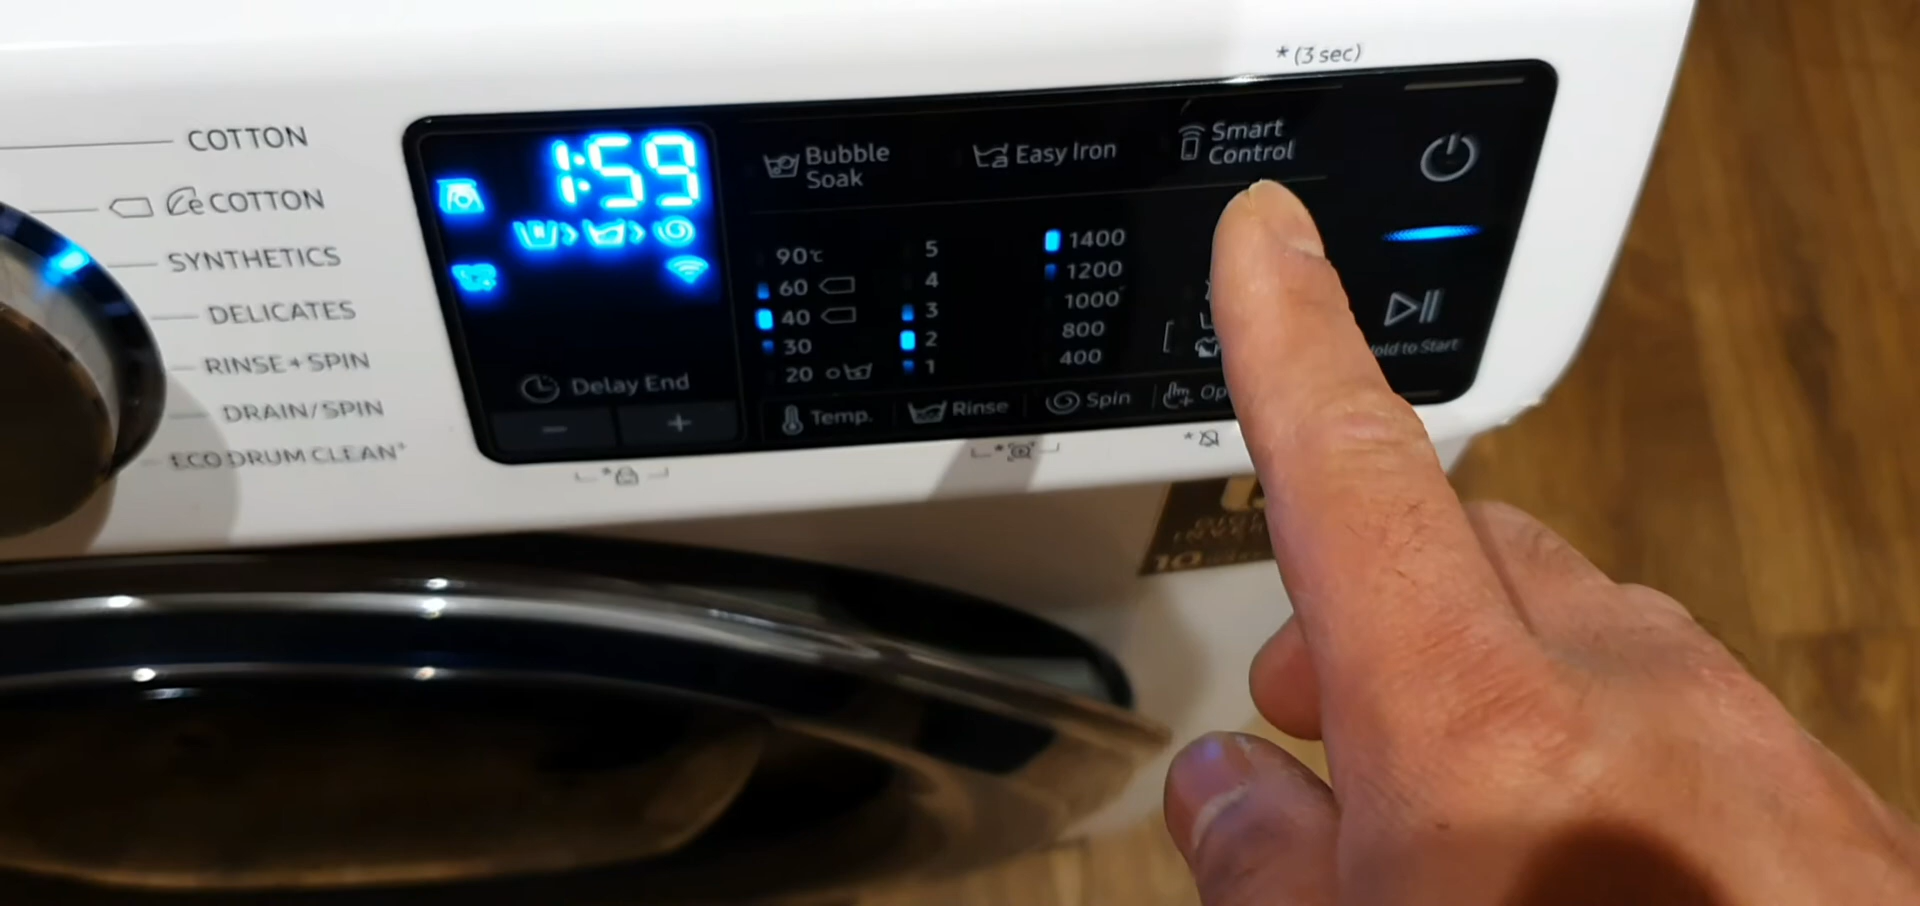 * (3 sec)
COTTON
e COTTON
SYNTHETICS
DELICATES
RINSE+SPIN
DRAIN/SPIN
ECO DRUM CLEAN*
1:59
Delay End
- +
Bubble
Soak
Easy Iron
Smart
Control
90℃
60
40
30
20
Temp.
5
4
3
2
1
Rinse
1400
1200
1000
800
400
Spin
Hold to Start
*
*
*
10